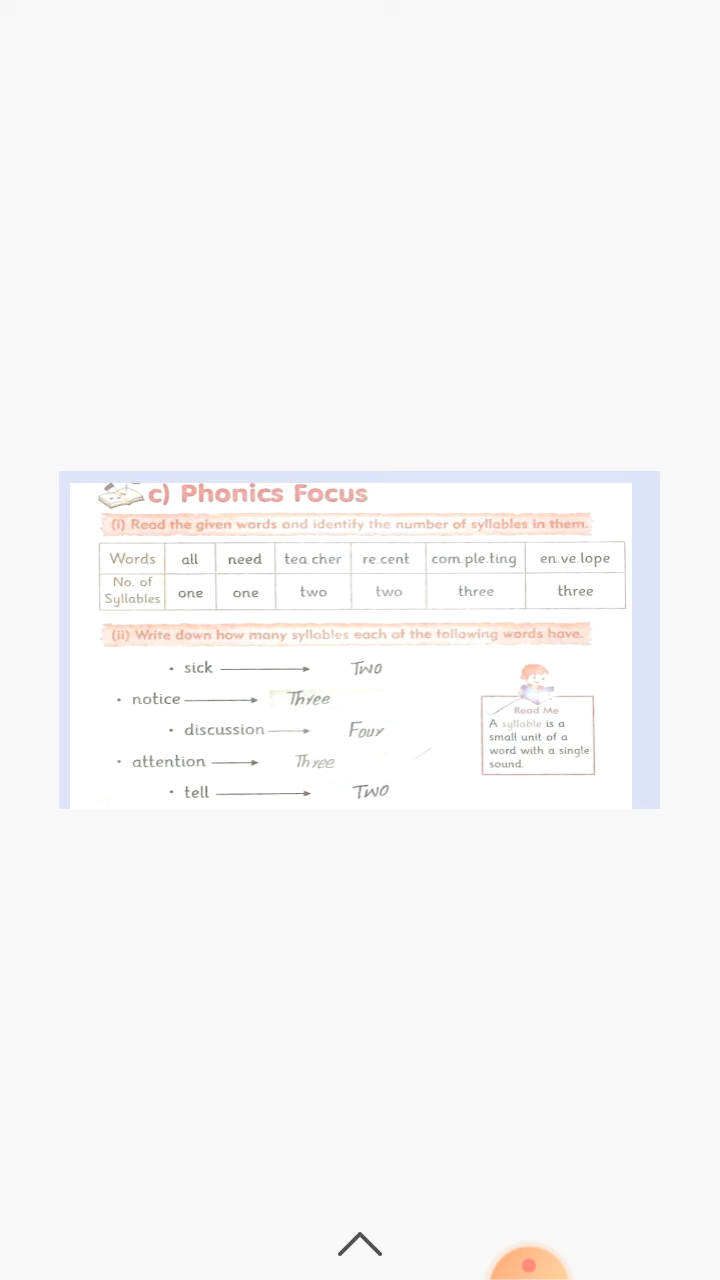 c) Phonics Focus
(i) Read the given words and identify the number of syllables in them.
Words all need tea.cher re.cent com.ple.ting en.ve.lope
No. of Syllables one one two two three three
(ii) Write down how many syllables each of the following words have.
• sick Two
• notice Three
• discussion Four
• attention Three
• tell Two
Read Me
A syllable is a
small unit of a
word with a single
sound.